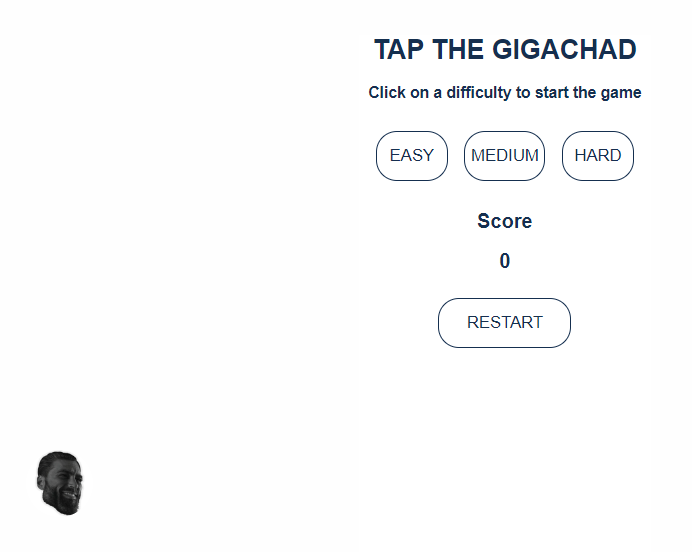 TAP THE GIGACHAD
Click on a difficulty to start the game
EASY MEDIUM HARD
Score
0
RESTART